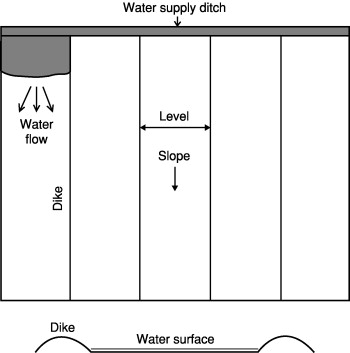 Water supply ditch
Water
flow
Level
Slope
Dike
Dike
Water surface